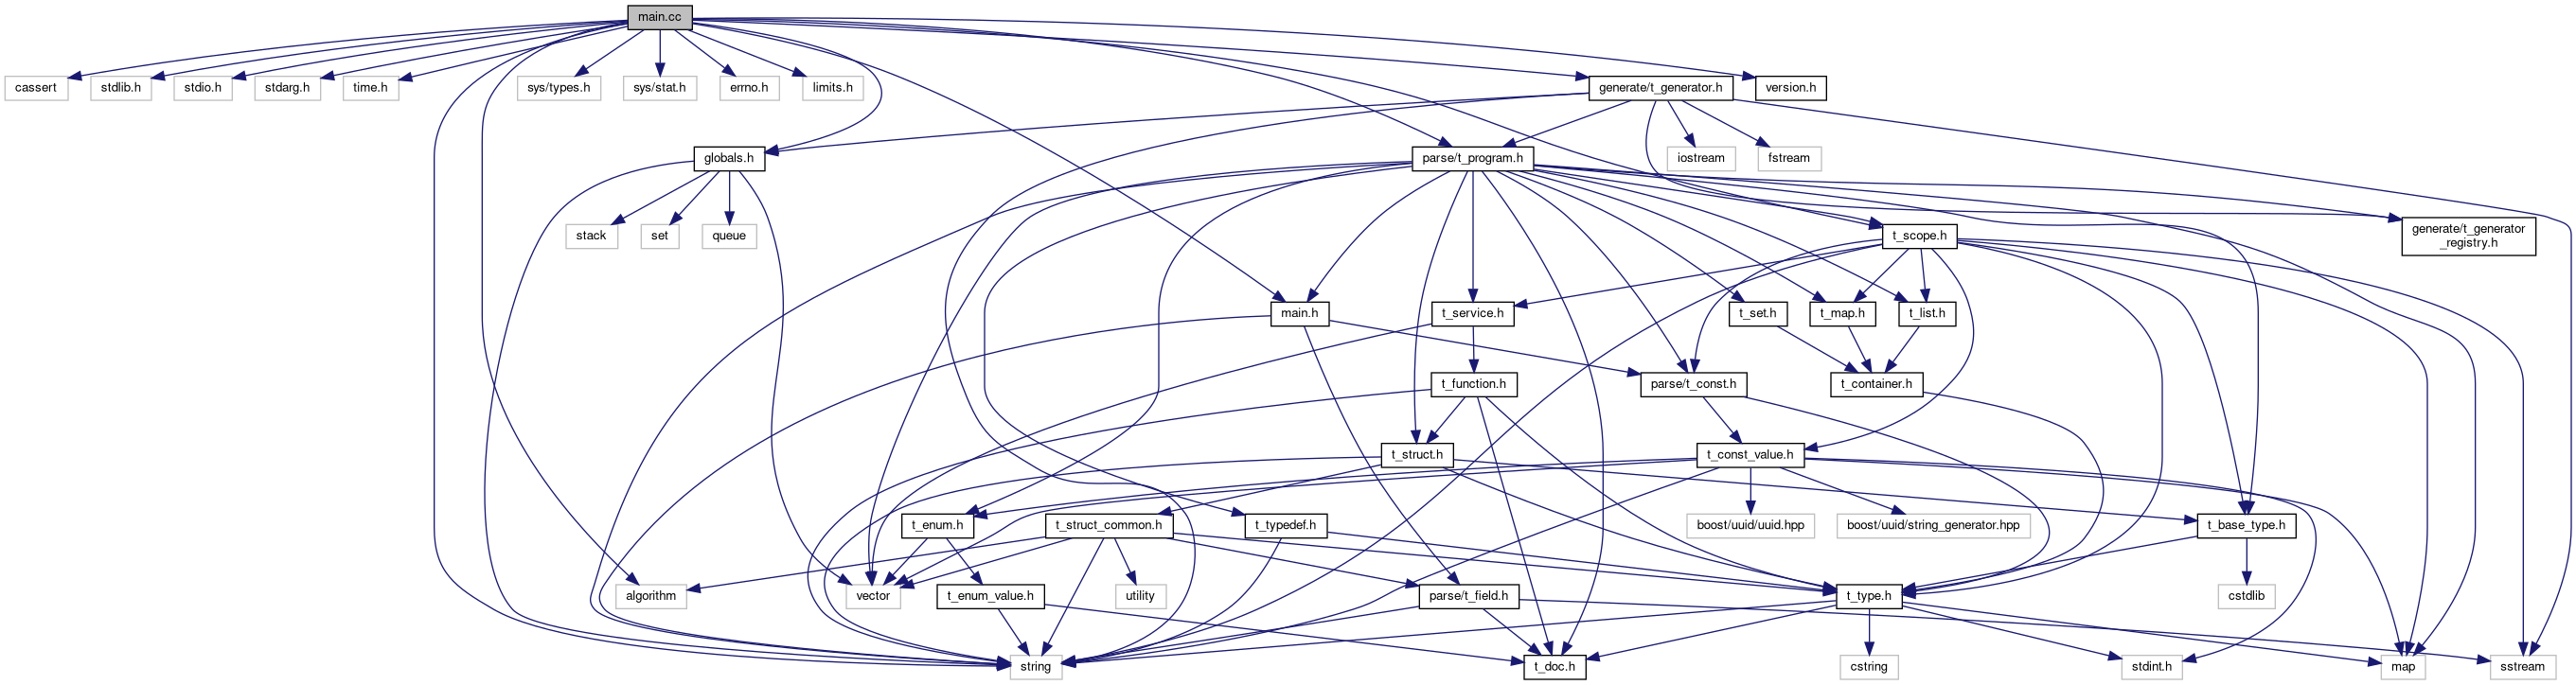 main.cc
cassert
stdlib.h
stdio.h
stdarg.h
time.h
sys/types.h
sys/stat.h
errno.h
limits.h
generate/t_generator.h
version.h
globals.h
parse/t_program.h
iostream
fstream
stack
set
queue
t_scope.h
generate/t_generator
_registry.h
main.h
t_service.h
t_set.h
t_map.h
t_list.h
t_function.h
parse/t_const.h
t_container.h
t_struct.h
t_const_value.h
t_enum.h
t_struct_common.h
t_typedef.h
boost/uuid/uuid.hpp
boost/uuid/string_generator.hpp
t_base_type.h
algorithm
vector
t_enum_value.h
utility
parse/t_field.h
t_type.h
cstdlib
string
t_doc.h
cstring
stdint.h
map
sstream